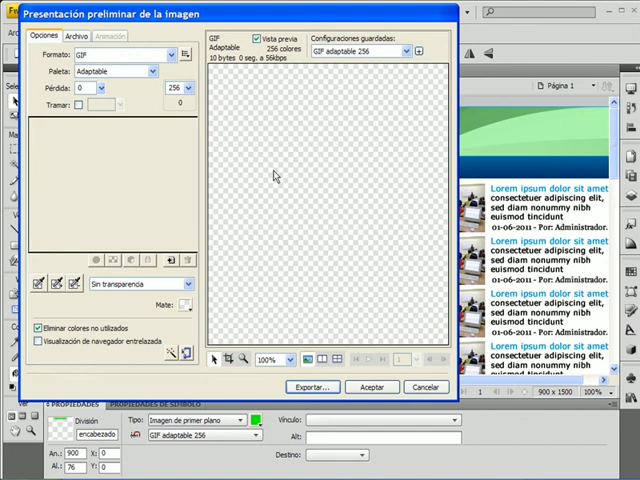 Presentación preliminar de la imagen
Opciones
Archivo
Animación
Formato:
GIF
Paleta:
Adaptable
Pérdida:
0
256
Tramar:
0
Sin transparencia
Mate:
Eliminar colores no utilizados
Visualización de navegador entrelazada
GIF
Adaptable
10 bytes 0 seg. a 56kbps
Vista previa
256 colores
Configuraciones guardadas:
GIF adaptable 256
100%
1
Exportar...
Aceptar
Cancelar
Página 1
Lorem ipsum dolor sit amet
consectetuer adipiscing elit,
sed diam nonummy nibh
euismod tincidunt
01-06-2011 - Por: Administrador.
Lorem ipsum dolor sit amet
consectetuer adipiscing elit,
sed diam nonummy nibh
euismod tincidunt
01-06-2011 - Por: Administrador.
Lorem ipsum dolor sit amet
consectetuer adipiscing elit,
sed diam nonummy nibh
euismod tincidunt
01-06-2011 - Por: Administrador.
Lorem ipsum dolor sit amet
consectetuer adipiscing elit,
1
900 x 1500
100%
PROPIEDADES
PROPIEDADES DE SÍMBOLO
División
encabezado
Tipo:
Imagen de primer plano
GIF adaptable 256
Vínculo:
Alt:
Destino:
An.: 900
X: 0
Al.: 76
Y: 0